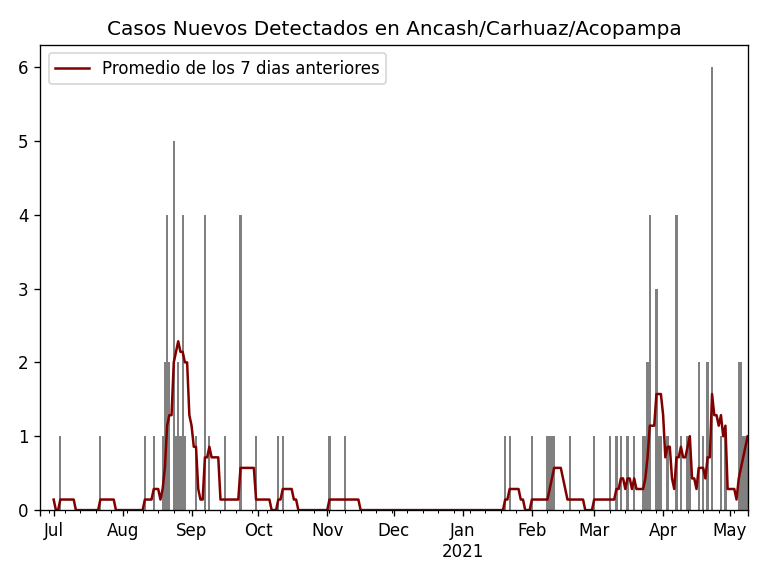 Casos Nuevos Detectados en Ancash/Carhuaz/Acopampa
Promedio de los 7 dias anteriores
6
5
4
3
2
1
0
Jul Aug Sep Oct Nov Dec Jan Feb Mar Apr May
2021